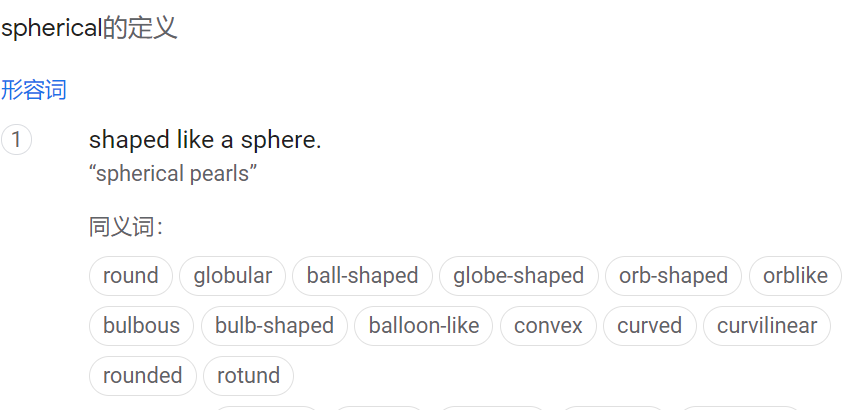 spherical的定义
形容词
1 shaped like a sphere.
“spherical pearls”
同义词：
round globular ball-shaped globe-shaped orb-shaped orblike
bulbous bulb-shaped balloon-like convex curved curvilinear
rounded rotund